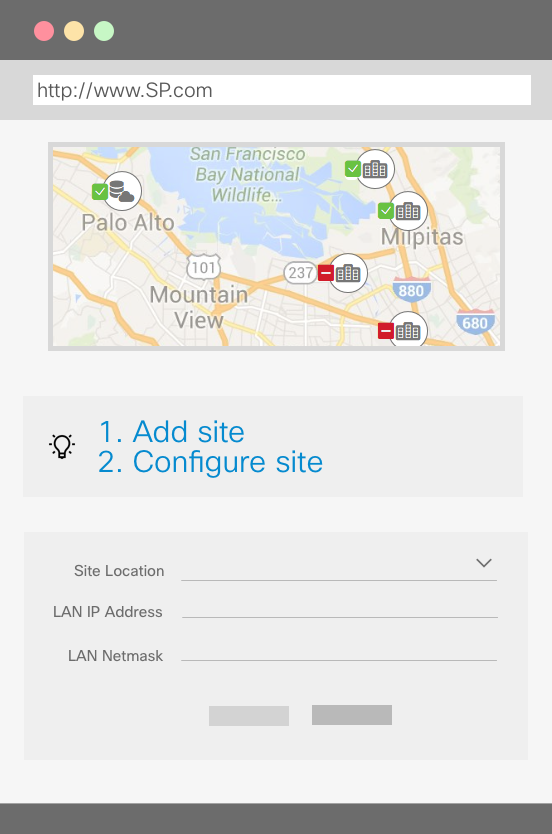 http://www.SP.com
San Francisco
Bay National
Wildlife...
Palo Alto
Milpitas
101
237
Mountain
View
880
680
1. Add site
2. Configure site
Site Location
LAN IP Address
LAN Netmask